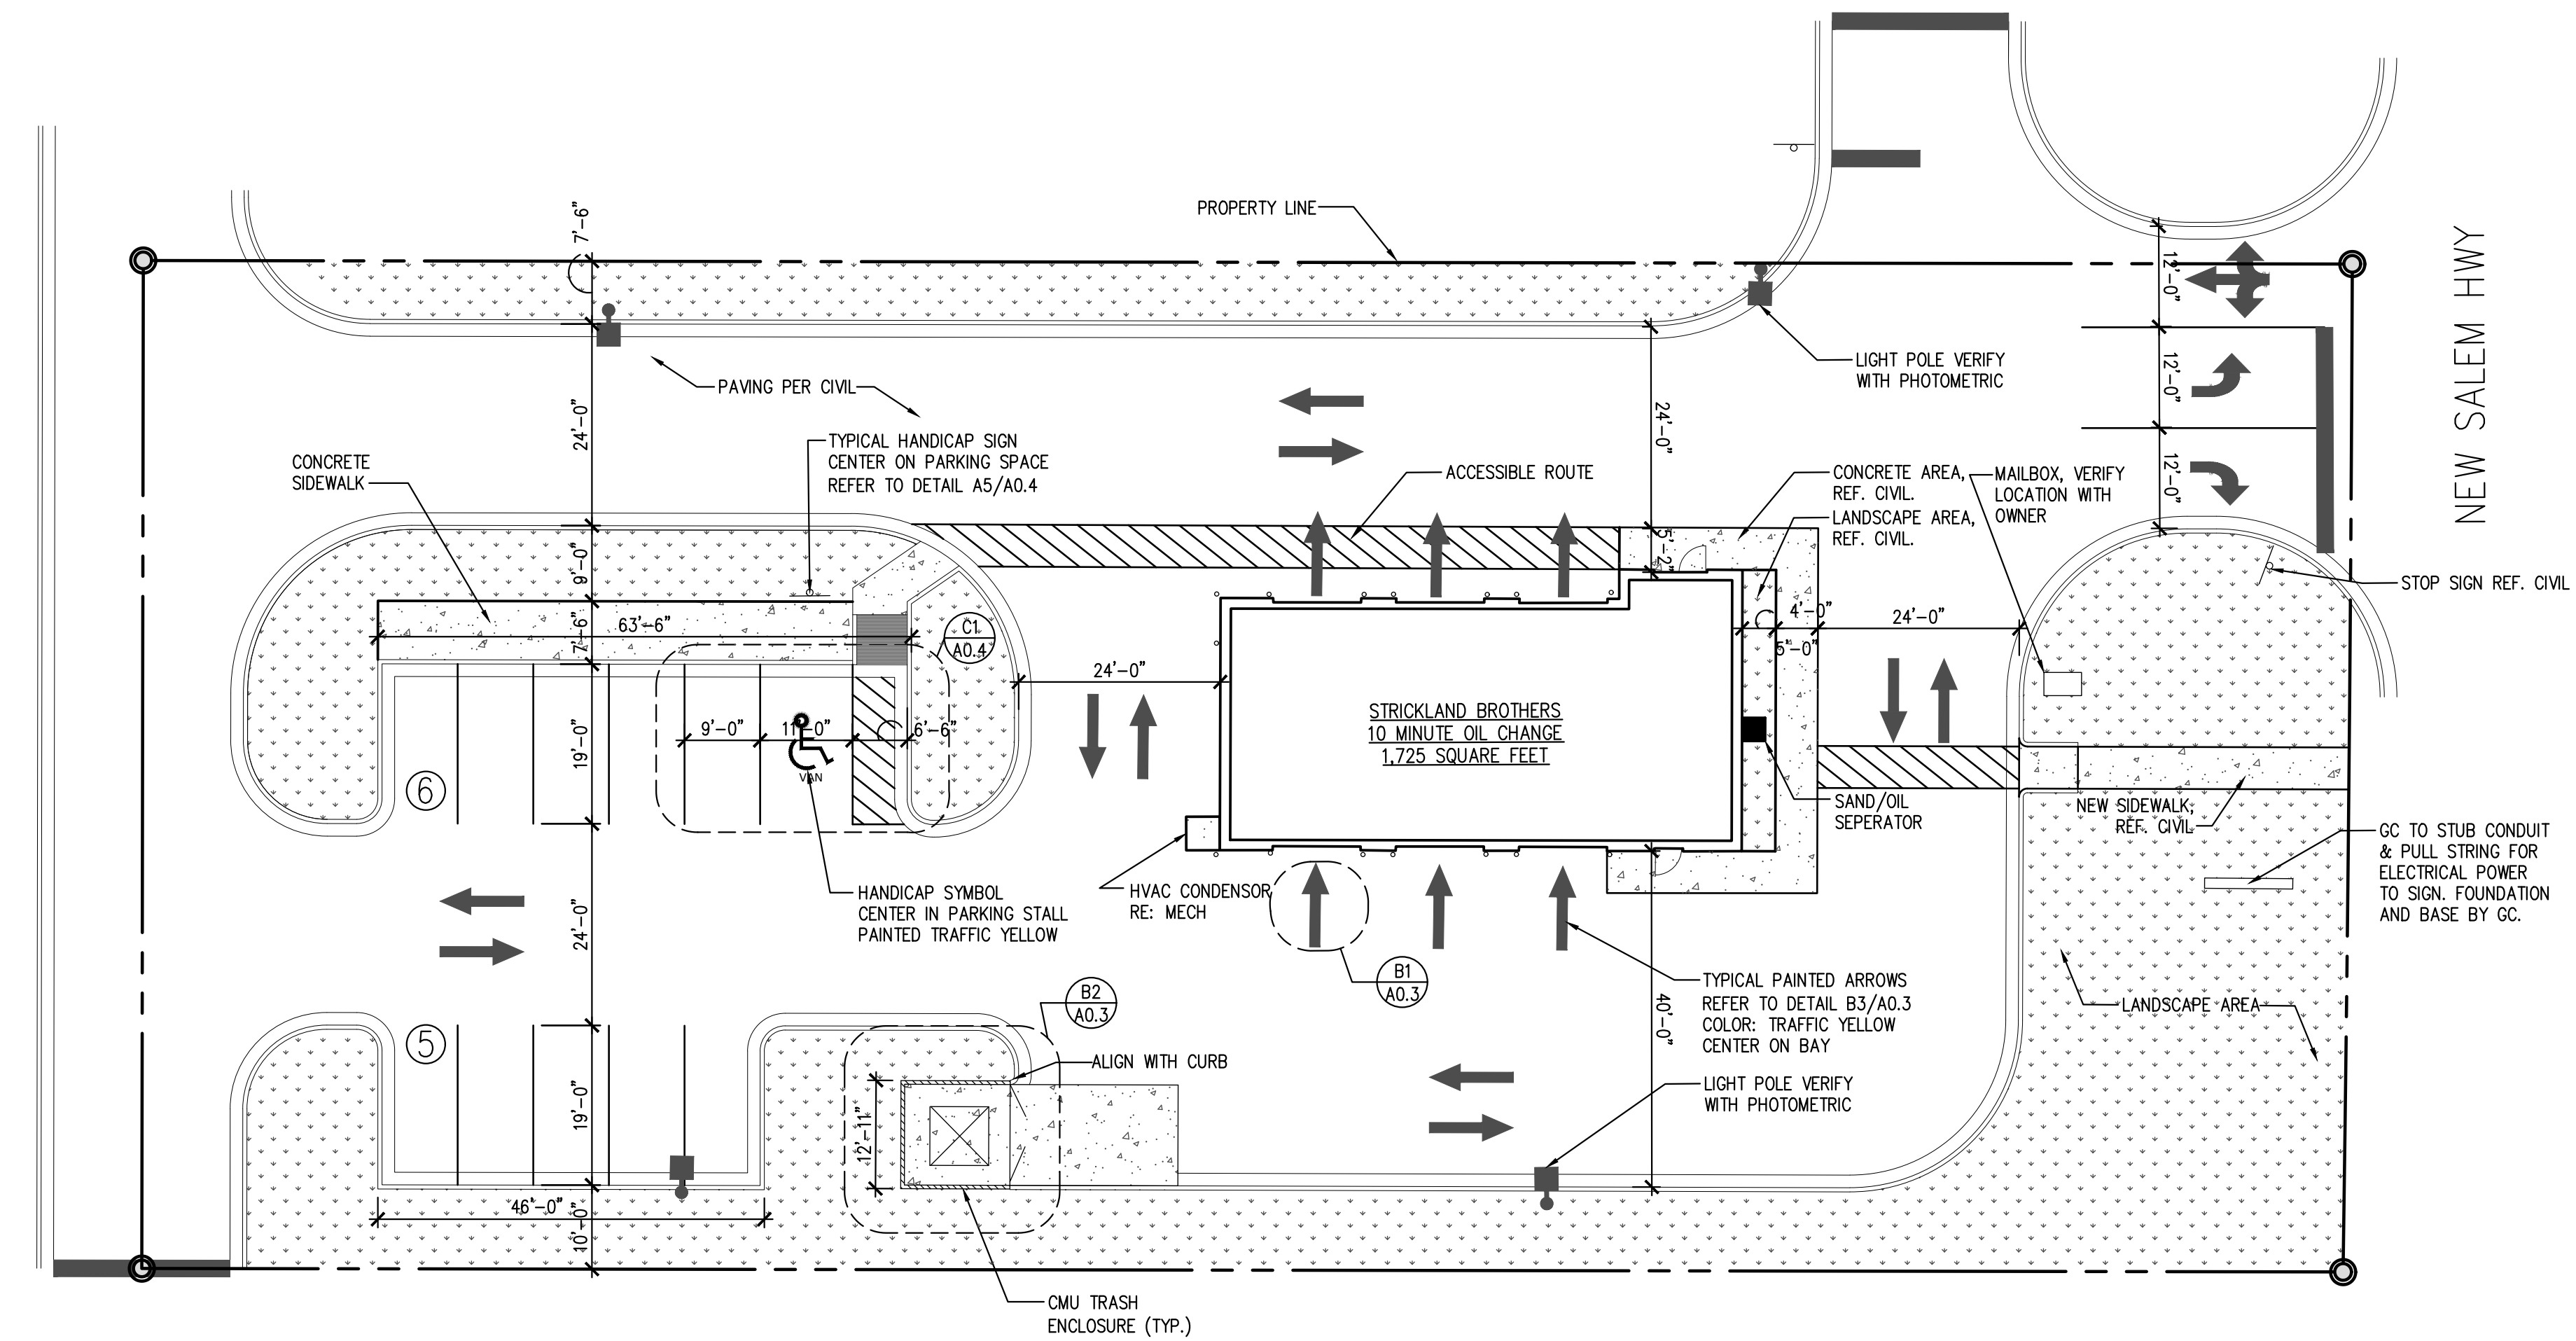 7'-6"
PROPERTY LINE
NEW SALEM HWY
12'-0"
12'-0"
12'-0"
LIGHT POLE VERIFY
WITH PHOTOMETRIC
PAVING PER CIVIL
24'-0"
24'-0"
TYPICAL HANDICAP SIGN
CENTER ON PARKING SPACE
REFER TO DETAIL A5/A0.4
CONCRETE
SIDEWALK
ACCESSIBLE ROUTE
CONCRETE AREA,
REF. CIVIL.
LANDSCAPE AREA,
REF. CIVIL.
MAILBOX, VERIFY
LOCATION WITH
OWNER
STOP SIGN REF. CIVIL
9'-0"
5'-2"
7'-6"
63'-6"
C1
A0.4
4'-0"
5'-0"
24'-0"
24'-0"
9'-0"
11'-0"
6'-6"
VAN
19'-0"
6
STRICKLAND BROTHERS
10 MINUTE OIL CHANGE
1,725 SQUARE FEET
SAND/OIL
SEPERATOR
NEW SIDEWALK,
REF. CIVIL
GC TO STUB CONDUIT
& PULL STRING FOR
ELECTRICAL POWER
TO SIGN. FOUNDATION
AND BASE BY GC.
HANDICAP SYMBOL
CENTER IN PARKING STALL
PAINTED TRAFFIC YELLOW
HVAC CONDENSOR
RE: MECH
24'-0"
B1
A0.3
B2
A0.3
TYPICAL PAINTED ARROWS
REFER TO DETAIL B3/A0.3
COLOR: TRAFFIC YELLOW
CENTER ON BAY
40'-0"
LANDSCAPE AREA
5
ALIGN WITH CURB
LIGHT POLE VERIFY
WITH PHOTOMETRIC
19'-0"
12'-11"
46'-0"
10'-0"
CMU TRASH
ENCLOSURE (TYP.)